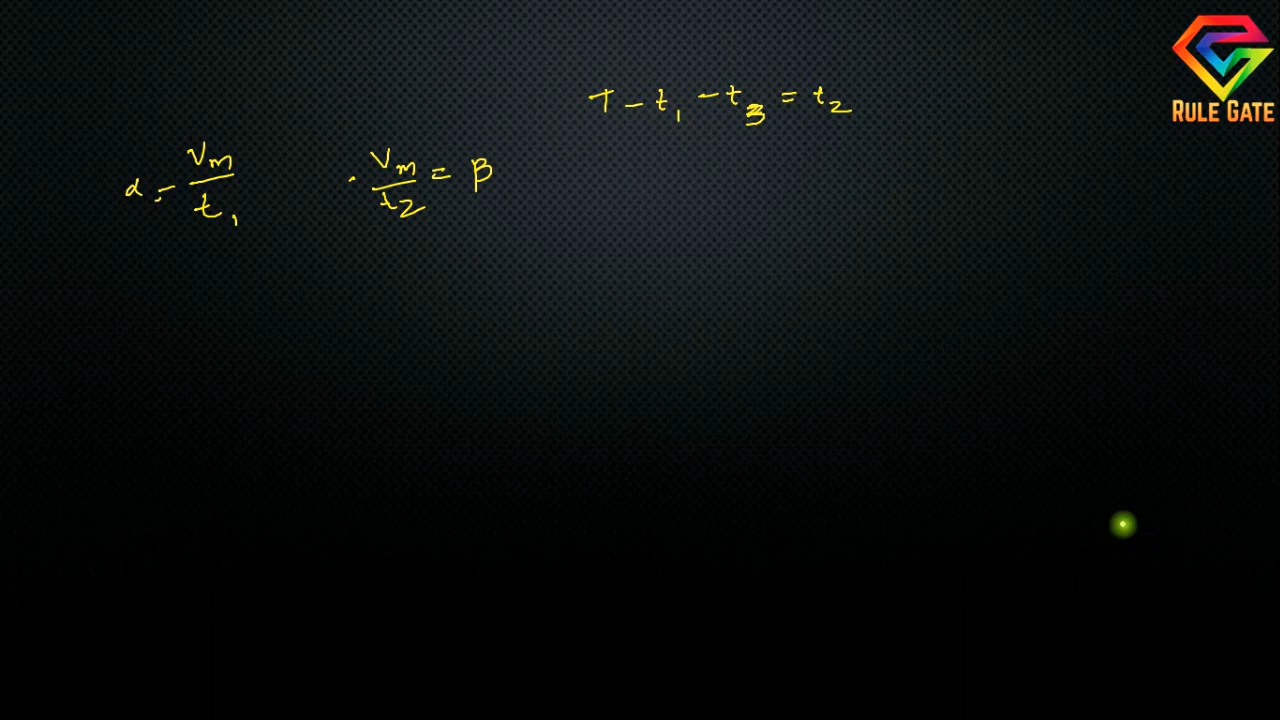 T - t₁ - t₃ = t₂
RULE GATE
α = Vm/t₁
· Vm/t₂ = β